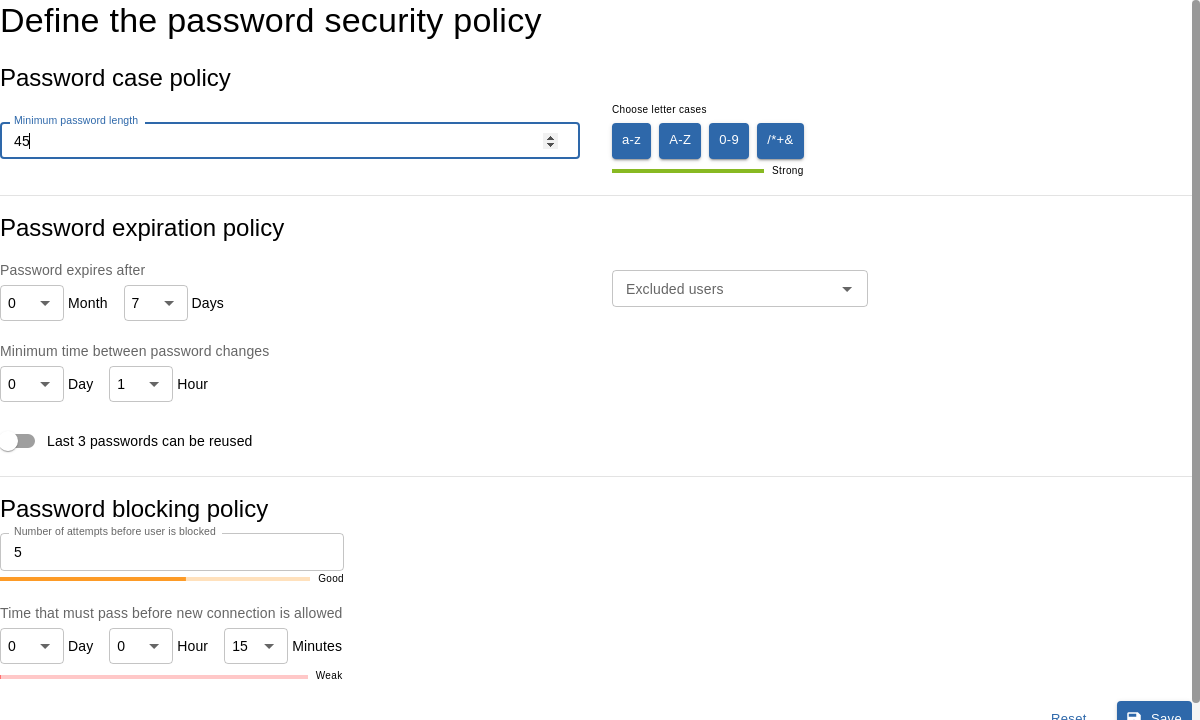 Define the password security policy
Password case policy
Minimum password length
45
Choose letter cases
a-z A-Z 0-9 /*+&
Strong
Password expiration policy
Password expires after
0 Month 7 Days
Excluded users
Minimum time between password changes
0 Day 1 Hour
Last 3 passwords can be reused
Password blocking policy
Number of attempts before user is blocked
5
Good
Time that must pass before new connection is allowed
0 Day 0 Hour 15 Minutes
Weak
Reset Save